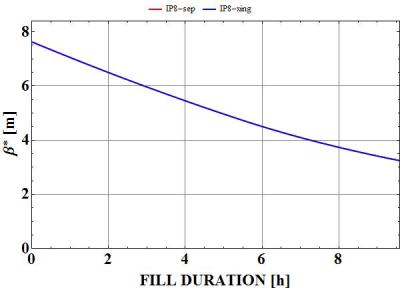 IP8-sep IP8-xing
8
6
4
2
0
β* [m]
0 2 4 6 8
FILL DURATION [h]